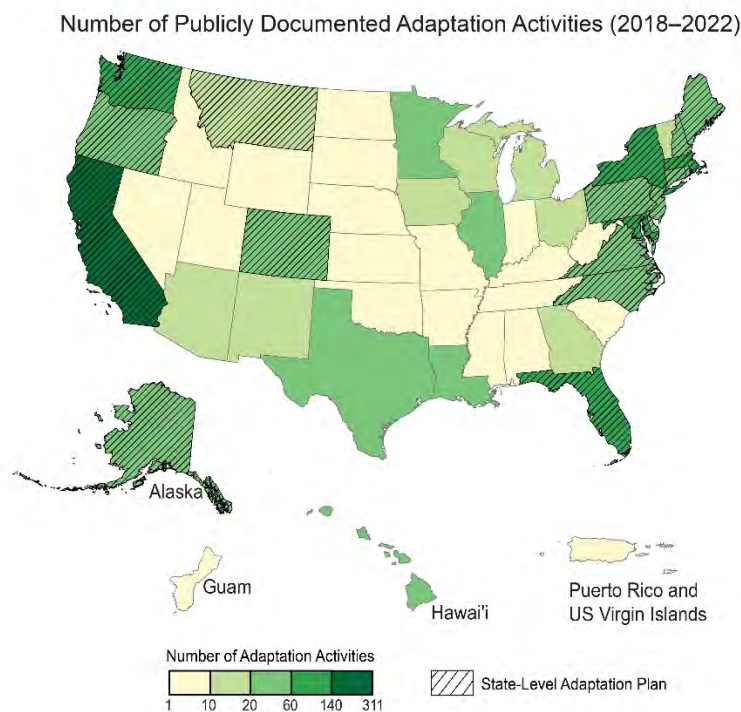 Number of Publicly Documented Adaptation Activities (2018–2022)
Alaska
Guam
Hawai'i
Puerto Rico and
US Virgin Islands
Number of Adaptation Activities
1 10 20 60 140 311
State-Level Adaptation Plan